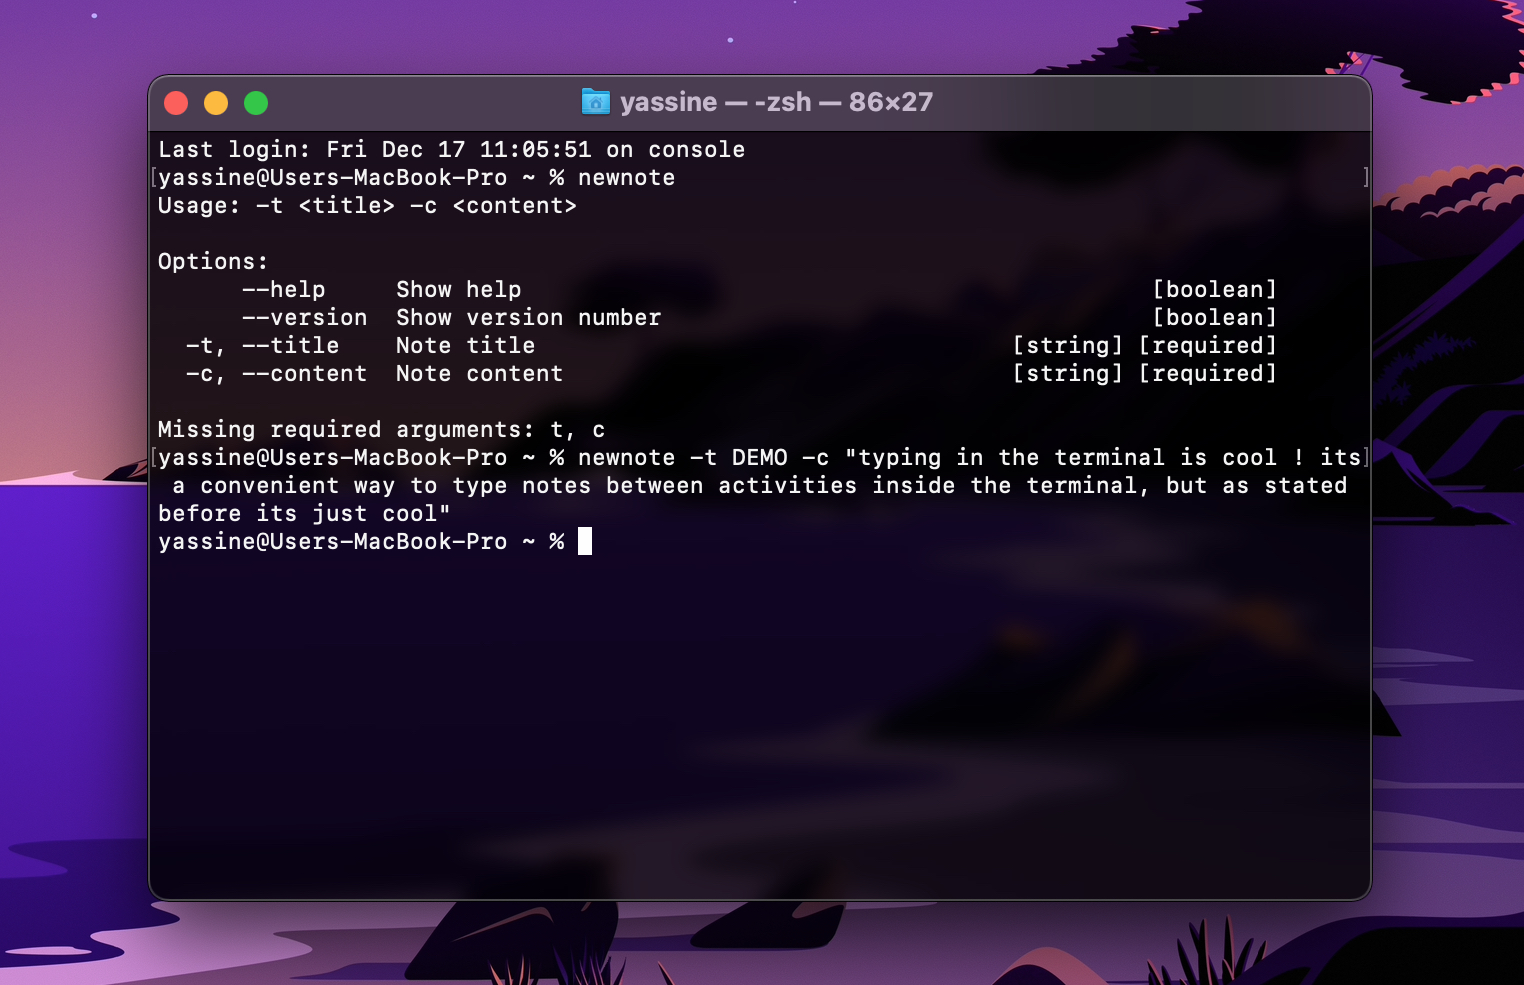 yassine — -zsh — 86×27
Last login: Fri Dec 17 11:05:51 on console
[yassine@Users-MacBook-Pro ~ % newnote ]
Usage: -t <title> -c <content>
Options:
      --help     Show help                                             [boolean]
      --version  Show version number                                   [boolean]
  -t, --title    Note title                                  [string] [required]
  -c, --content  Note content                                [string] [required]
Missing required arguments: t, c
[yassine@Users-MacBook-Pro ~ % newnote -t DEMO -c "typing in the terminal is cool ! its]
 a convenient way to type notes between activities inside the terminal, but as stated
before its just cool"
yassine@Users-MacBook-Pro ~ %